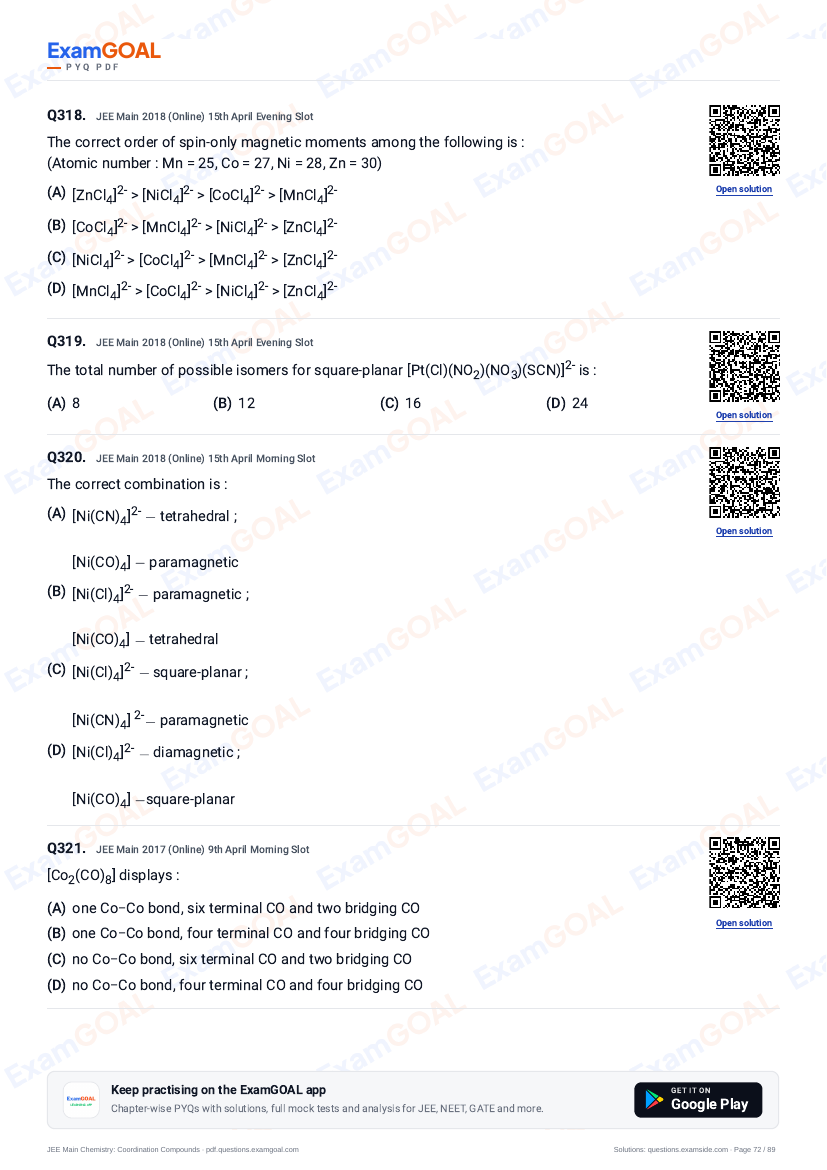 ExamGOAL
PYQ PDF
Q318. JEE Main 2018 (Online) 15th April Evening Slot
The correct order of spin-only magnetic moments among the following is :
(Atomic number : Mn = 25, Co = 27, Ni = 28, Zn = 30)
(A) [ZnCl4]2- > [NiCl4]2- > [CoCl4]2- > [MnCl4]2-
(B) [CoCl4]2- > [MnCl4]2- > [NiCl4]2- > [ZnCl4]2-
(C) [NiCl4]2- > [CoCl4]2- > [MnCl4]2- > [ZnCl4]2-
(D) [MnCl4]2- > [CoCl4]2- > [NiCl4]2- > [ZnCl4]2-
Open solution
Q319. JEE Main 2018 (Online) 15th April Evening Slot
The total number of possible isomers for square-planar [Pt(Cl)(NO2)(NO3)(SCN)]2- is :
(A) 8 (B) 12 (C) 16 (D) 24
Open solution
Q320. JEE Main 2018 (Online) 15th April Morning Slot
The correct combination is :
(A) [Ni(CN)4]2- – tetrahedral ;
[Ni(CO)4] – paramagnetic
(B) [Ni(Cl)4]2- – paramagnetic ;
[Ni(CO)4] – tetrahedral
(C) [Ni(Cl)4]2- – square-planar ;
[Ni(CN)4] 2-– paramagnetic
(D) [Ni(Cl)4]2- – diamagnetic ;
[Ni(CO)4] –square-planar
Open solution
Q321. JEE Main 2017 (Online) 9th April Morning Slot
[Co2(CO)8] displays :
(A) one Co–Co bond, six terminal CO and two bridging CO
(B) one Co–Co bond, four terminal CO and four bridging CO
(C) no Co–Co bond, six terminal CO and two bridging CO
(D) no Co–Co bond, four terminal CO and four bridging CO
Open solution
Keep practising on the ExamGOAL app
Chapter-wise PYQs with solutions, full mock tests and analysis for JEE, NEET, GATE and more.
GET IT ON
Google Play
JEE Main Chemistry: Coordination Compounds · pdf.questions.examgoal.com
Solutions: questions.examside.com · Page 72 / 89